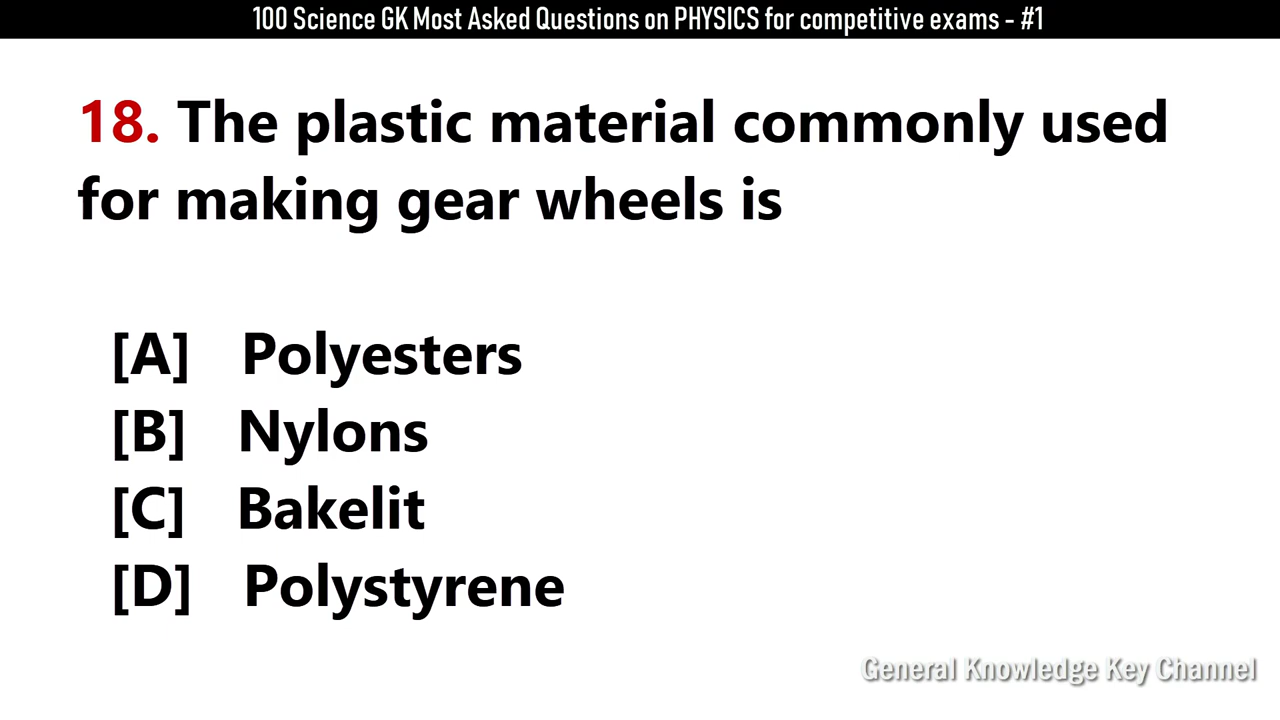 100 Science GK Most Asked Questions on PHYSICS for competitive exams - #1
18. The plastic material commonly used
for making gear wheels is
[A] Polyesters
[B] Nylons
[C] Bakelit
[D] Polystyrene
General Knowledge Key Channel